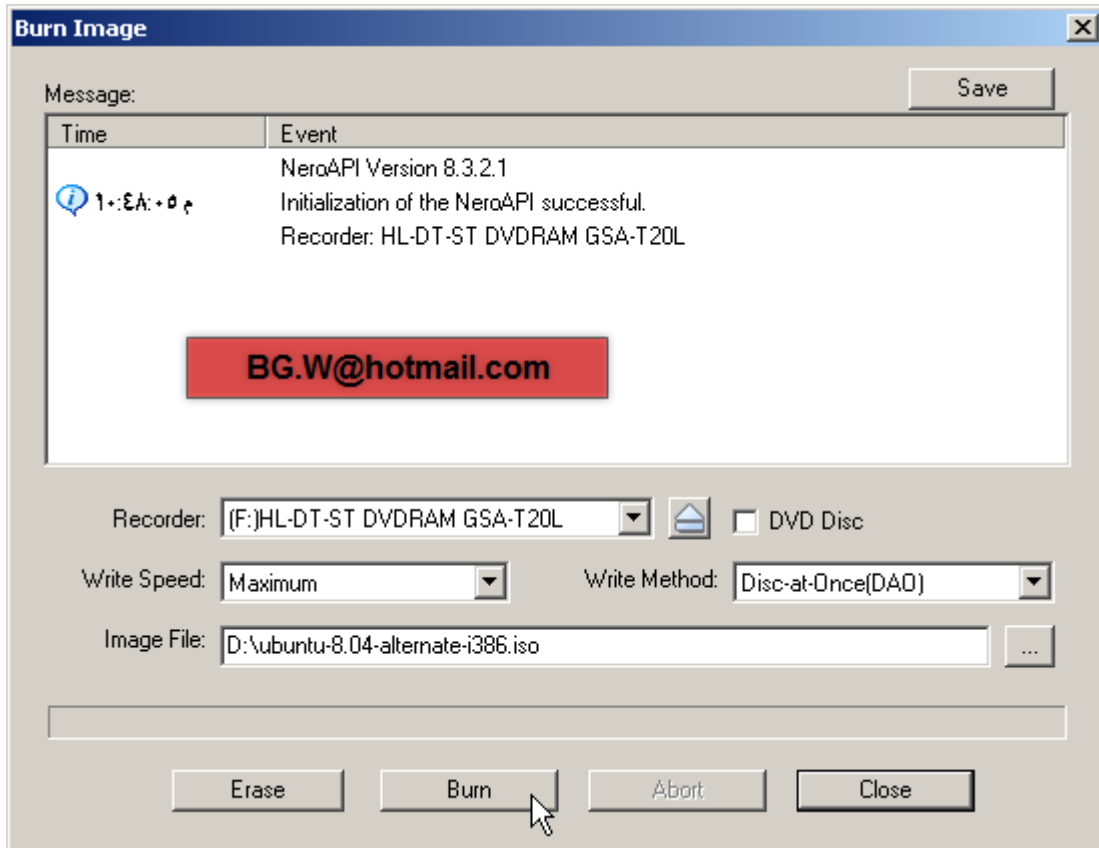 Burn Image
Message:
Save
Time Event
NeroAPI Version 8.3.2.1
١٠:٤٨:٠٥ م Initialization of the NeroAPI successful.
Recorder: HL-DT-ST DVDRAM GSA-T20L
BG.W@hotmail.com
Recorder: (F:)HL-DT-ST DVDRAM GSA-T20L DVD Disc
Write Speed: Maximum Write Method: Disc-at-Once(DAO)
Image File: D:\ubuntu-8.04-alternate-i386.iso ...
Erase Burn Abort Close